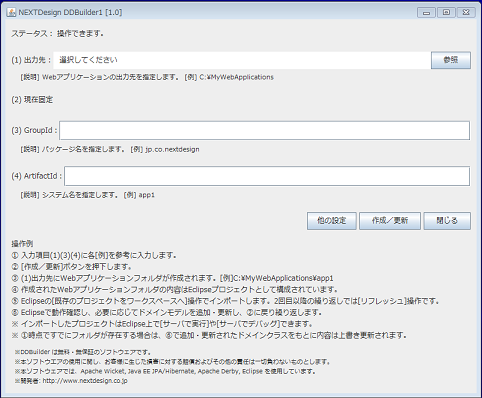 NEXTDesign DDBuilder1 [1.0]
ステータス： 操作できます。
(1) 出力先： 選択してください 参照
[説明] Webアプリケーションの出力先を指定します。 [例] C:¥MyWebApplications
(2) 現在固定
(3) GroupId：
[説明] パッケージ名を指定します。 [例] jp.co.nextdesign
(4) ArtifactId：
[説明] システム名を指定します。 [例] app1
他の設定 作成／更新 閉じる
操作例
① 入力項目(1)(3)(4)に各[例]を参考に入力します。
② [作成／更新]ボタンを押下します。
③ (1)出力先にWebアプリケーションフォルダが作成されます。[例]C:¥MyWebApplications¥app1
④ 作成されたWebアプリケーションフォルダの内容はEclipseプロジェクトとして構成されています。
⑤ Eclipseの[既存のプロジェクトをワークスペースへ]操作でインポートします。2回目以降の繰り返しでは[リフレッシュ]操作です。
⑥ Eclipseで動作確認し、必要に応じてドメインモデルを追加・更新し、②に戻り繰り返します。
※ インポートしたプロジェクトはEclipse上で[サーバで実行]や[サーバでデバッグ]できます。
※ ①時点ですでにフォルダが存在する場合は、⑥で追加・更新されたドメインクラスをもとに内容は上書き更新されます。
※DDBuilder は無料・無保証のソフトウエアです。
※本ソフトウエアの使用に関し、お客様に生じた損害に対する賠償およびその他の責任は一切負わないものとします。
※本ソフトウエアでは、Apache Wicket, Java EE JPA/Hibernate, Apache Derby, Eclipse を使用しています。
※開発者: http://www.nextdesign.co.jp